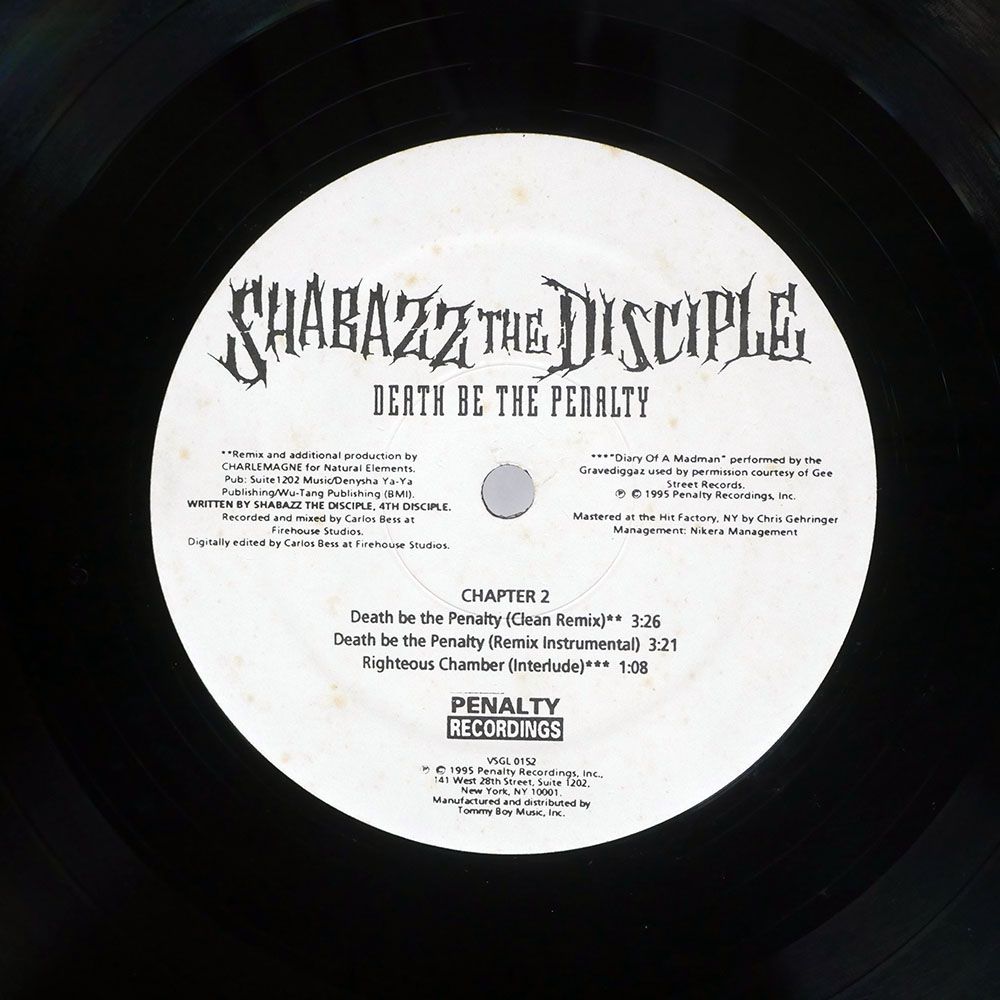 SHABAZZ THE DISCIPLE
DEATH BE THE PENALTY
**Remix and additional production by
CHARLEMAGNE for Natural Elements.
Pub: Suite1202 Music/Denysha Ya-Ya
Publishing/Wu-Tang Publishing (BMI).
WRITTEN BY SHABAZZ THE DISCIPLE, 4TH DISCIPLE.
Recorded and mixed by Carlos Bess at
Firehouse Studios.
Digitally edited by Carlos Bess at Firehouse Studios.
***"Diary Of A Madman" performed by the
Gravediggaz used by permission courtesy of Gee
Street Records.
℗ © 1995 Penalty Recordings, Inc.
Mastered at the Hit Factory, NY by Chris Gehringer
Management: Nikera Management
CHAPTER 2
Death be the Penalty (Clean Remix)** 3:26
Death be the Penalty (Remix Instrumental) 3:21
Righteous Chamber (Interlude)*** 1:08
PENALTY
RECORDINGS
VSGL 0152
℗ © 1995 Penalty Recordings, Inc.,
141 West 28th Street, Suite 1202,
New York, NY 10001.
Manufactured and distributed by
Tommy Boy Music, Inc.